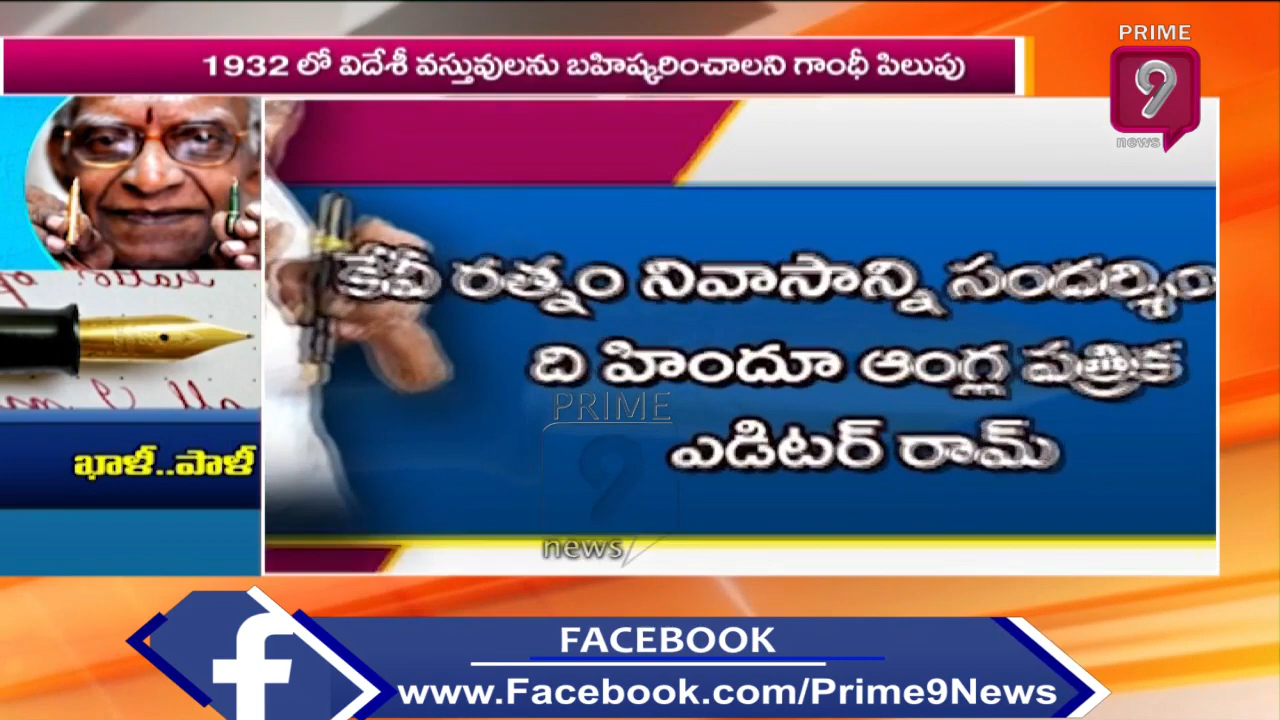 PRIME
9
news
1932 లో విదేశీ వస్తువులను బహిష్కరించాలని గాంధీ పిలుపు
కేవీ రత్నం నివాసాన్ని సందర్శిం
ది హిందూ ఆంగ్ల పత్రిక
ఎడిటర్ రామ్
PRIME
9
news
ఖాళీ..పాళీ
FACEBOOK
www.Facebook.com/Prime9News